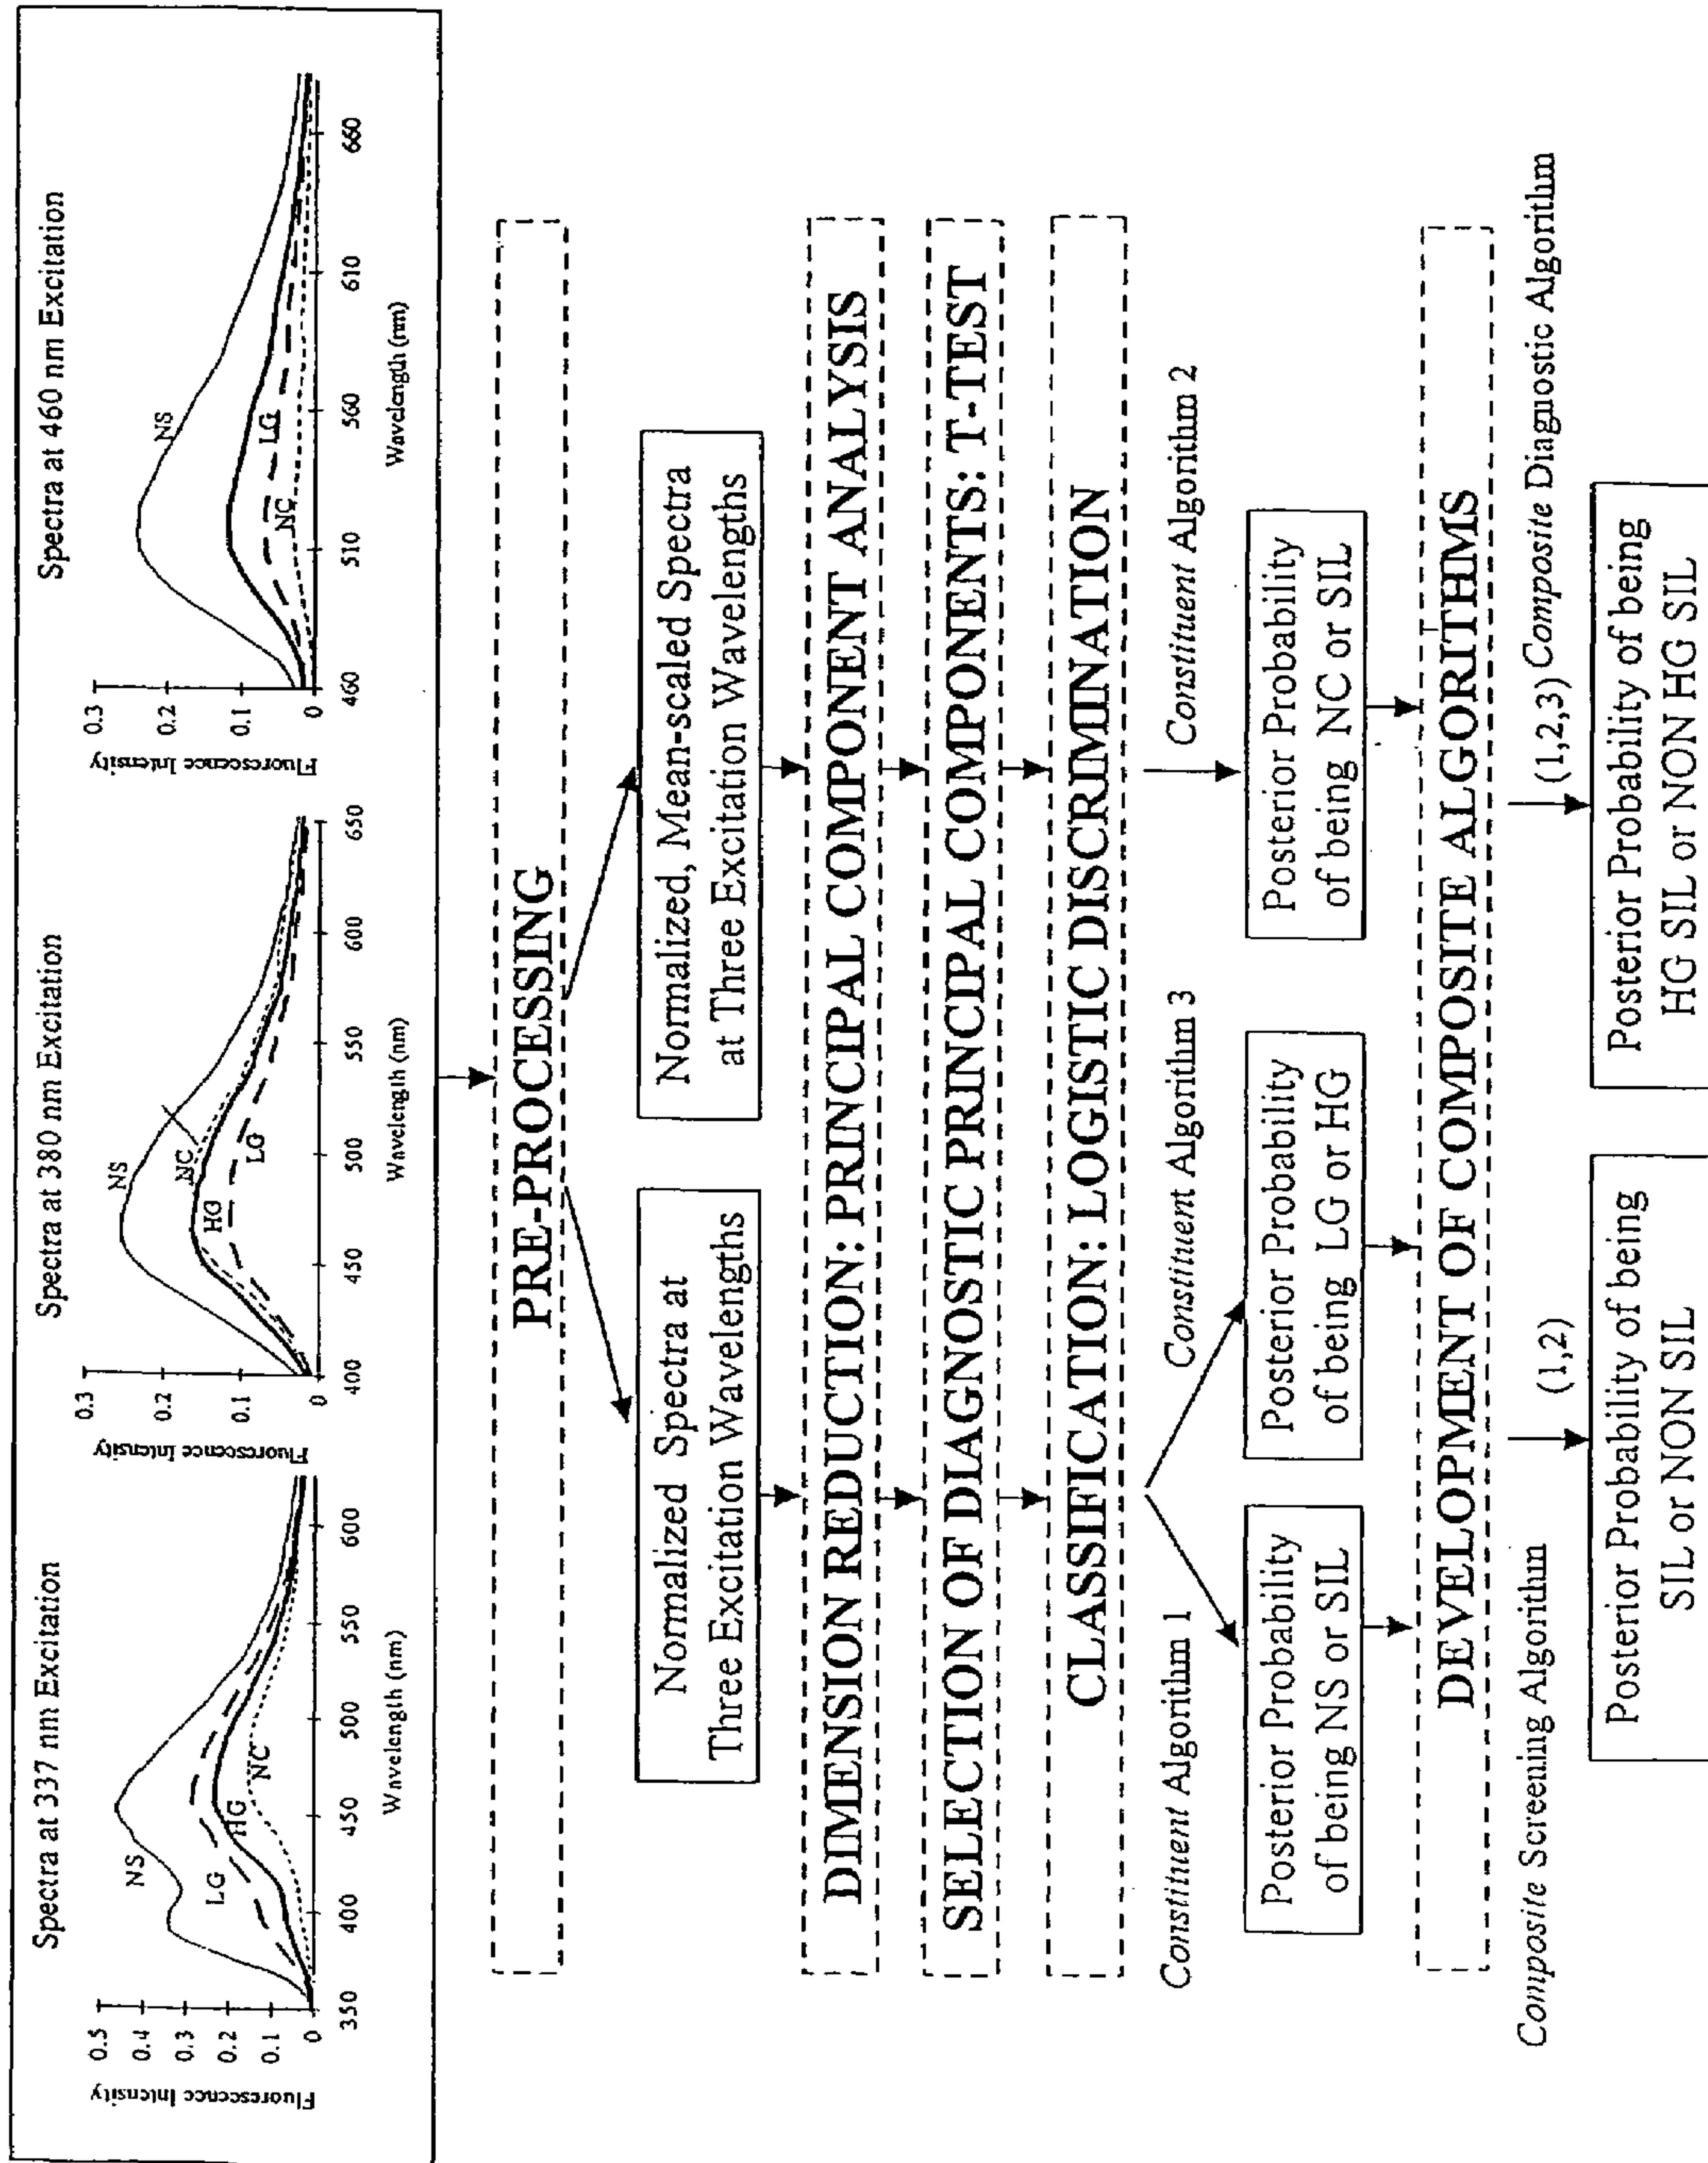 Spectra at 337 nm Excitation
Fluorescence Intensity
0.5
0.4
0.3
0.2
0.1
0
NS
LG
HG
NC
350
400
450
500
550
600
Wavelength (nm)
Spectra at 380 nm Excitation
Fluorescence Intensity
0.3
0.2
0.1
0
NS
NC
HG
LG
400
450
500
550
600
650
Wavelength (nm)
Spectra at 460 nm Excitation
Fluorescence Intensity
0.3
0.2
0.1
0
NS
LG
NC
460
510
560
610
660
Wavelength (nm)
PRE-PROCESSING
Normalized Spectra at
Three Excitation Wavelengths
Normalized, Mean-scaled Spectra
at Three Excitation Wavelengths
DIMENSION REDUCTION: PRINCIPAL COMPONENT ANALYSIS
SELECTION OF DIAGNOSTIC PRINCIPAL COMPONENTS: T-TEST
CLASSIFICATION: LOGISTIC DISCRIMINATION
Constituent Algorithm 1
Constituent Algorithm 3
Constituent Algorithm 2
Posterior Probability
of being NS or SIL
Posterior Probability
of being LG or HG
Posterior Probability
of being NC or SIL
DEVELOPMENT OF COMPOSITE ALGORITHMS
Composite Screening Algorithm
(1,2)
(1,2,3) Composite Diagnostic Algorithm
Posterior Probability of being
SIL or NON SIL
Posterior Probability of being
HG SIL or NON HG SIL